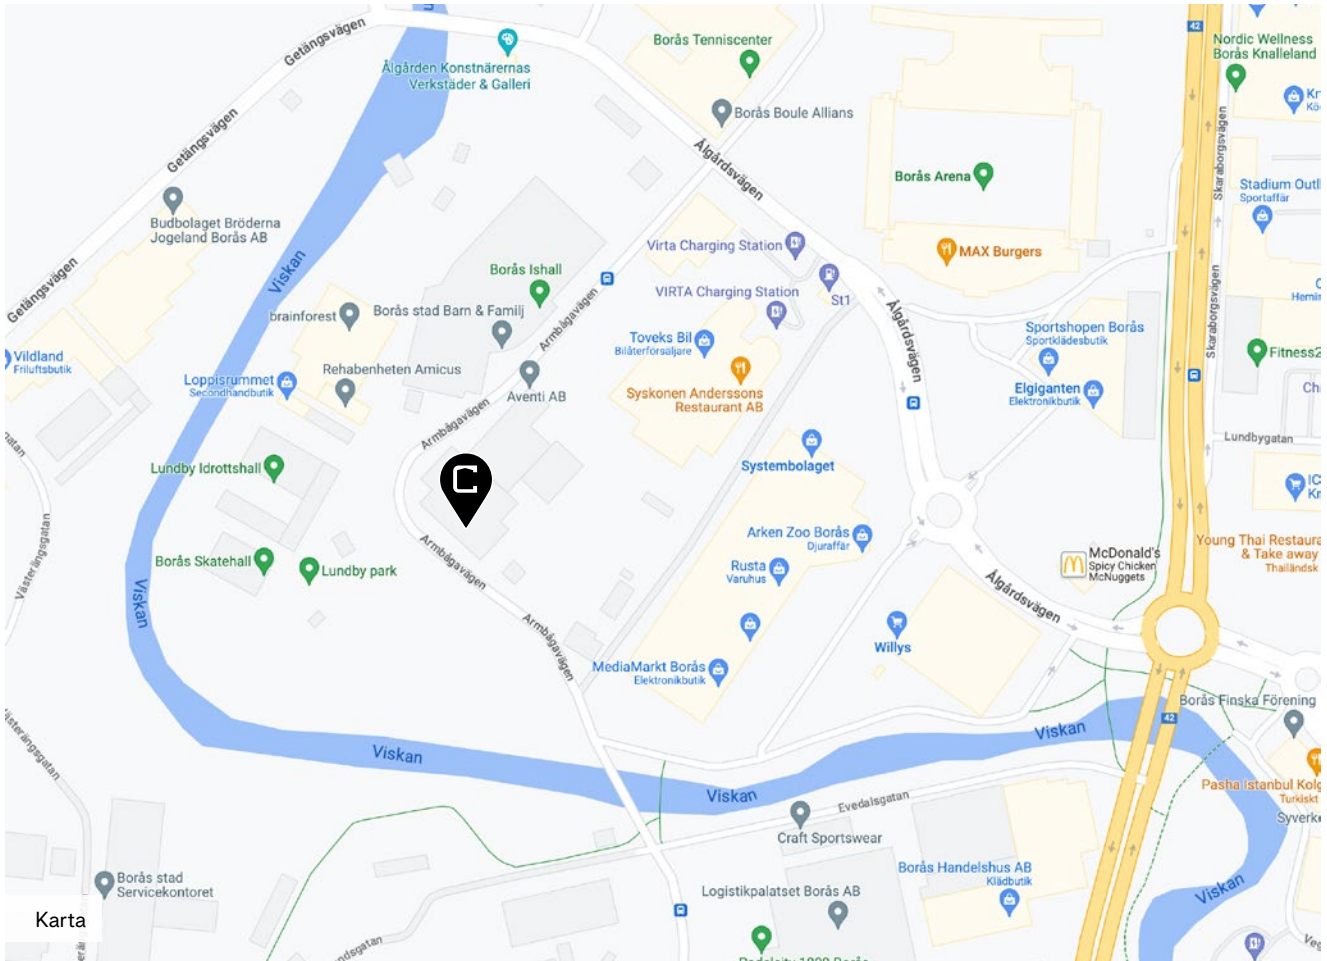 42
Getängsvägen
Borås Tenniscenter
Nordic Wellness
Borås Knalleland
Ålgården Konstnärernas
Verkstäder & Galleri
Borås Boule Allians
Getängsvägen
Ålgårdsvägen
Skaraborgsvägen
Borås Arena
Stadium Outl
Sportaffär
Budbolaget Bröderna
Jogeland Borås AB
Virta Charging Station
MAX Burgers
Viskan
Borås Ishall
VIRTA Charging Station
St1
Getängsvägen
brainforest
Borås stad Barn & Familj
Armbågavägen
Ålgårdsvägen
Sportshopen Borås
Sportklädesbutik
Skaraborgsvägen
Toveks Bil
Bilåterförsäljare
Vildland
Friluftsbutik
Fitness2
Rehabenheten Amicus
Loppisrummet
Secondhandbutik
Aventi AB
Syskonen Anderssons
Restaurant AB
Elgiganten
Elektronikbutik
Armbågavägen
Lundbygatan
Lundby Idrottshall
C
Systembolaget
Västerängsgatan
Arken Zoo Borås
Djuraffär
Young Thai Restaura
& Take away
Thailändsk
Armbågavägen
McDonald's
Spicy Chicken
McNuggets
Borås Skatehall
Lundby park
Rusta
Varuhus
Viskan
Ålgårdsvägen
Armbågavägen
Willys
MediaMarkt Borås
Elektronikbutik
Borås Finska Förening
42
Västerängsgatan
Viskan
Viskan
Viskan
Pasha Istanbul Kolg
Turkiskt
Evedalsgatan
Syverke
Craft Sportswear
Borås stad
Servicekontoret
Borås Handelshus AB
Klädbutik
Logistikpalatset Borås AB
Viskan
Karta